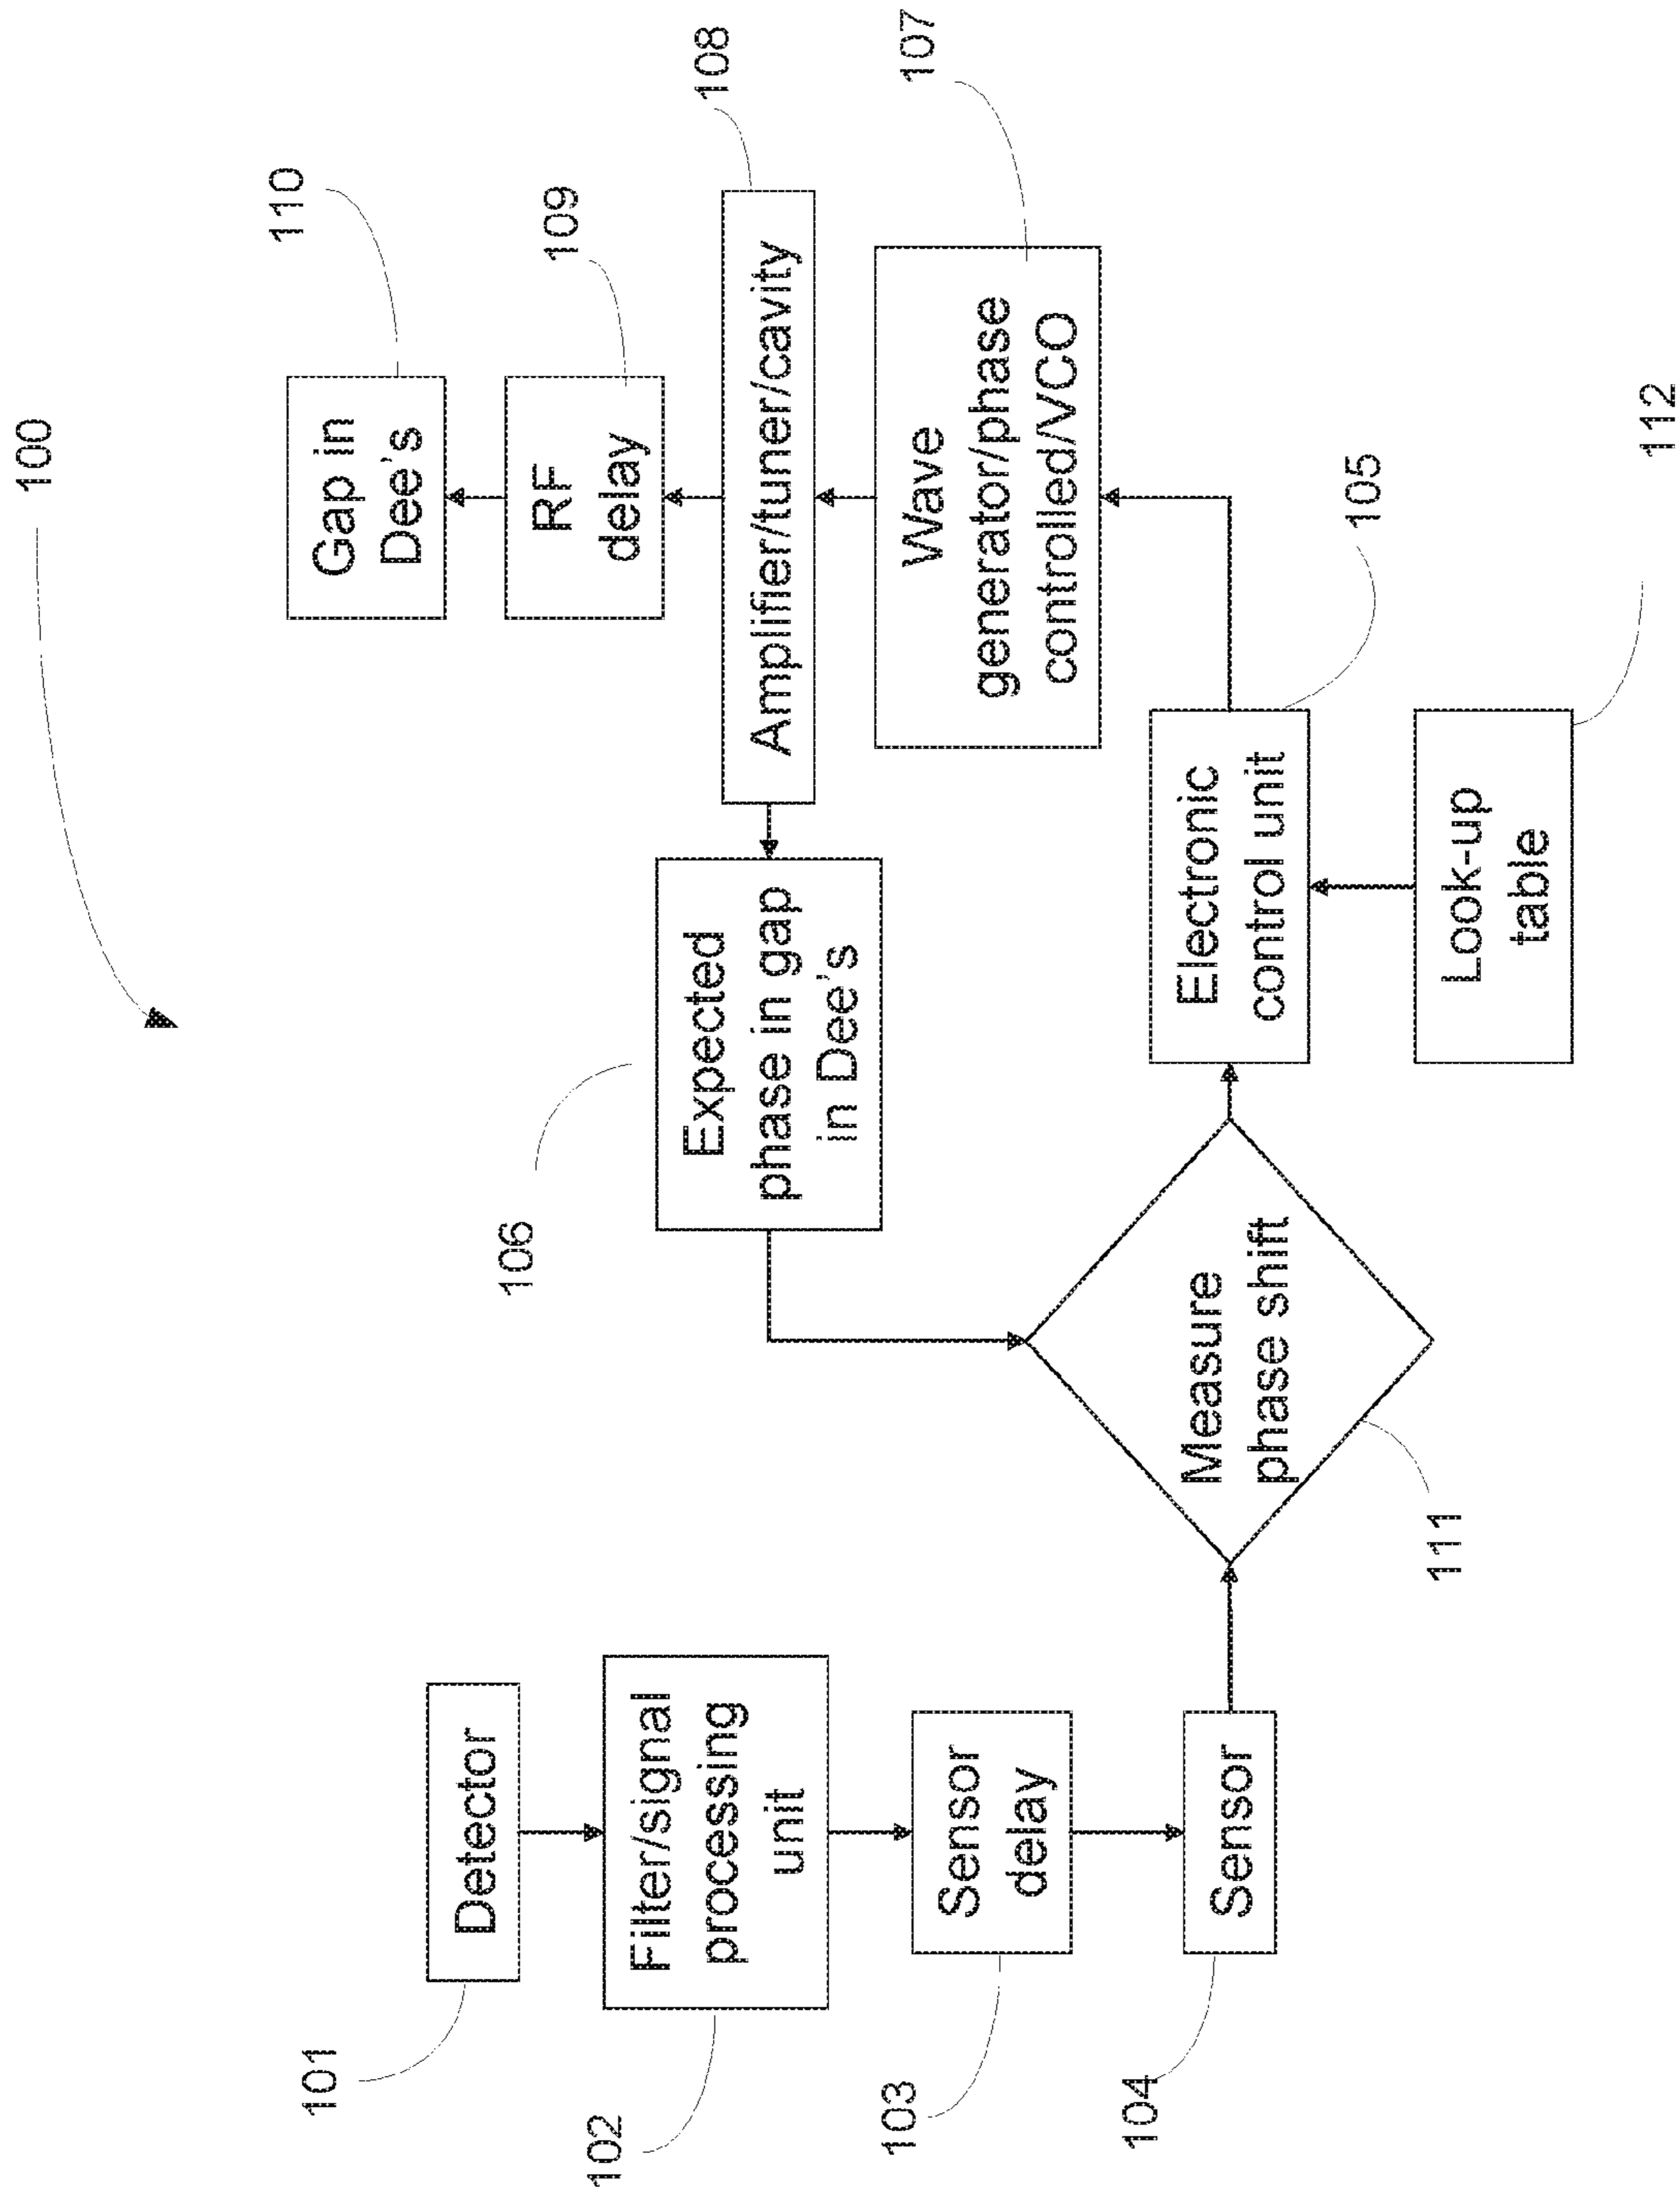 100
101
Detector
102
Filter/signal
processing
unit
103
Sensor
delay
104
Sensor
111
Measure
phase shift
106
Expected
phase in gap
in Dee's
110
Gap in
Dee's
109
RF
delay
108
Amplifier/tuner/cavity
107
Wave
generator/phase
controlled/VCO
105
Electronic
control unit
112
Look-up
table